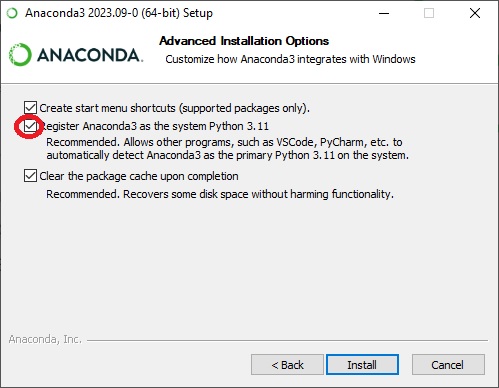 Anaconda3 2023.09-0 (64-bit) Setup
ANACONDA.
Advanced Installation Options
Customize how Anaconda3 integrates with Windows
Create start menu shortcuts (supported packages only).
Register Anaconda3 as the system Python 3.11
Recommended. Allows other programs, such as VSCode, PyCharm, etc. to
automatically detect Anaconda3 as the primary Python 3.11 on the system.
Clear the package cache upon completion
Recommended. Recovers some disk space without harming functionality.
Anaconda, Inc.
< Back
Install
Cancel